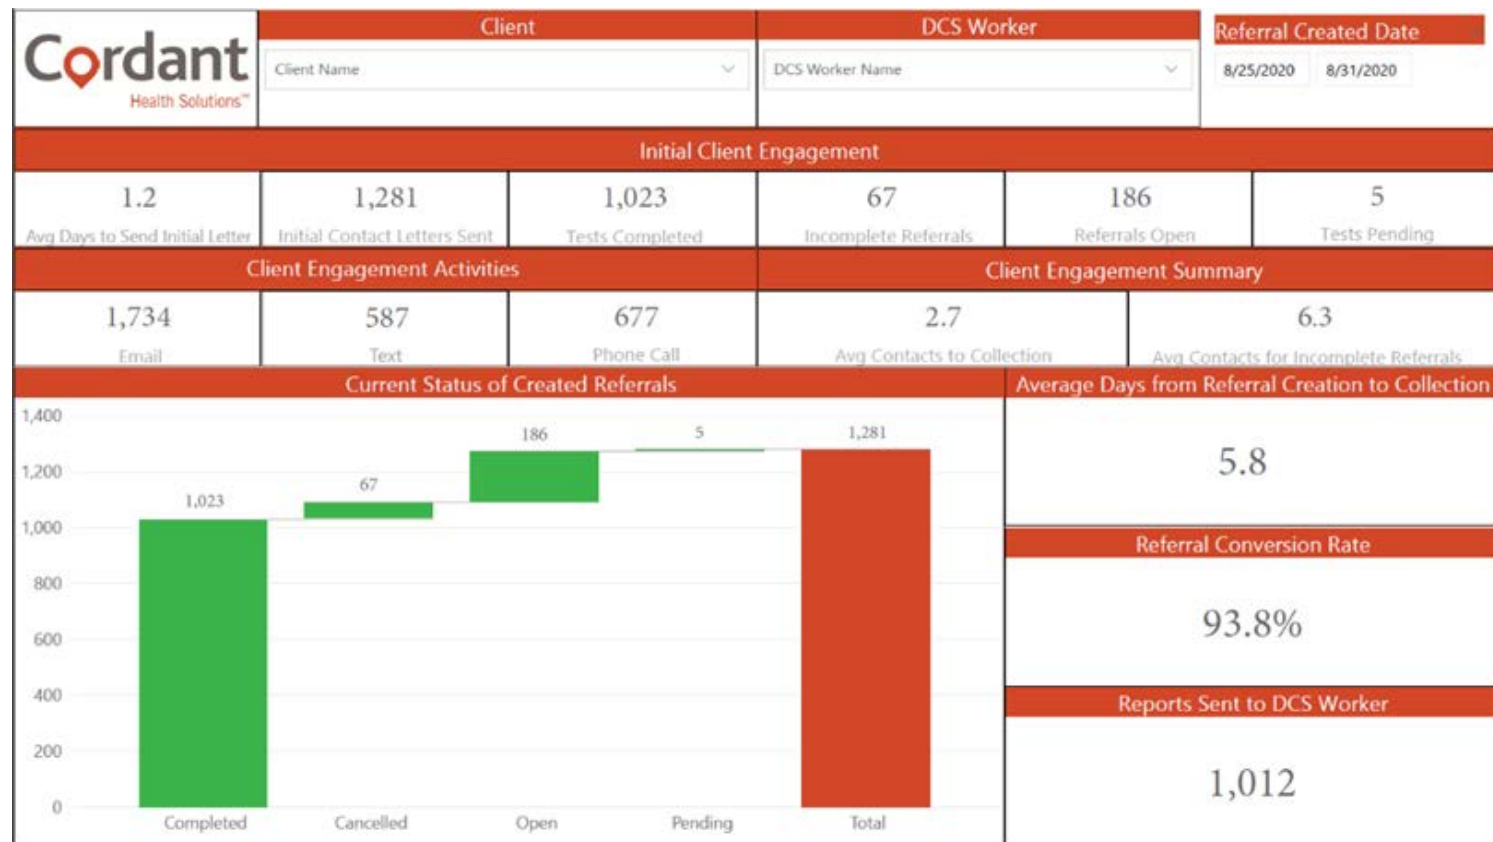 Cordant
Health Solutions™
Client
Client Name
DCS Worker
DCS Worker Name
Referral Created Date
8/25/2020 8/31/2020
Initial Client Engagement
1.2
Avg Days to Send Initial Letter
1,281
Initial Contact Letters Sent
1,023
Tests Completed
67
Incomplete Referrals
186
Referrals Open
5
Tests Pending
Client Engagement Activities
1,734
Email
587
Text
677
Phone Call
Client Engagement Summary
2.7
Avg Contacts to Collection
6.3
Avg Contacts for Incomplete Referrals
Current Status of Created Referrals
1,400
1,200
1,000
800
600
400
200
0
1,023
67
186
5
1,281
Completed
Cancelled
Open
Pending
Total
Average Days from Referral Creation to Collection
5.8
Referral Conversion Rate
93.8%
Reports Sent to DCS Worker
1,012